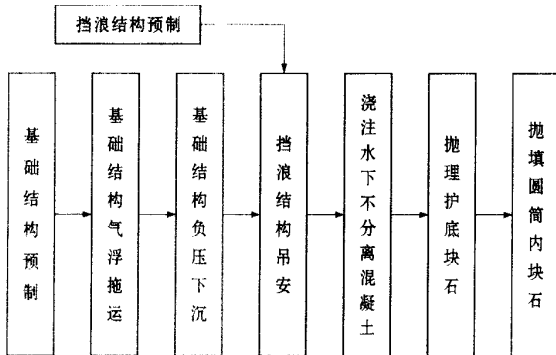 挡浪结构预制
基础结构预制
基础结构气浮拖运
基础结构负压下沉
挡浪结构吊安
浇注水下不分离混凝土
抛理护底块石
抛填圆筒内块石